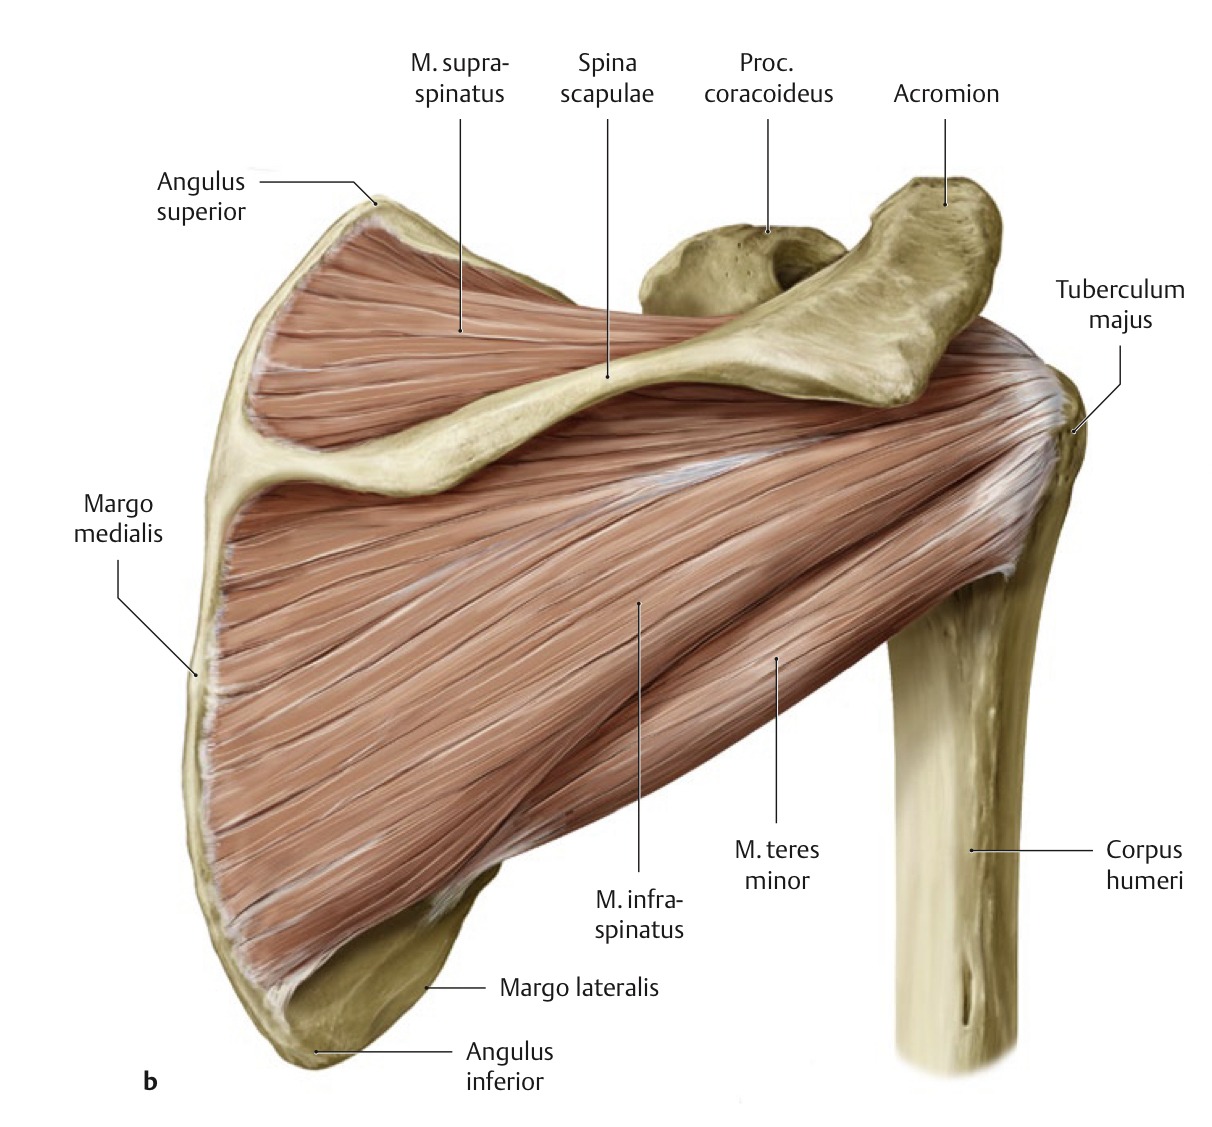 M. supra-
spinatus
Spina
scapulae
Proc.
coracoideus
Acromion
Angulus
superior
Tuberculum
majus
Margo
medialis
M. teres
minor
Corpus
humeri
M. infra-
spinatus
Margo lateralis
Angulus
inferior
b